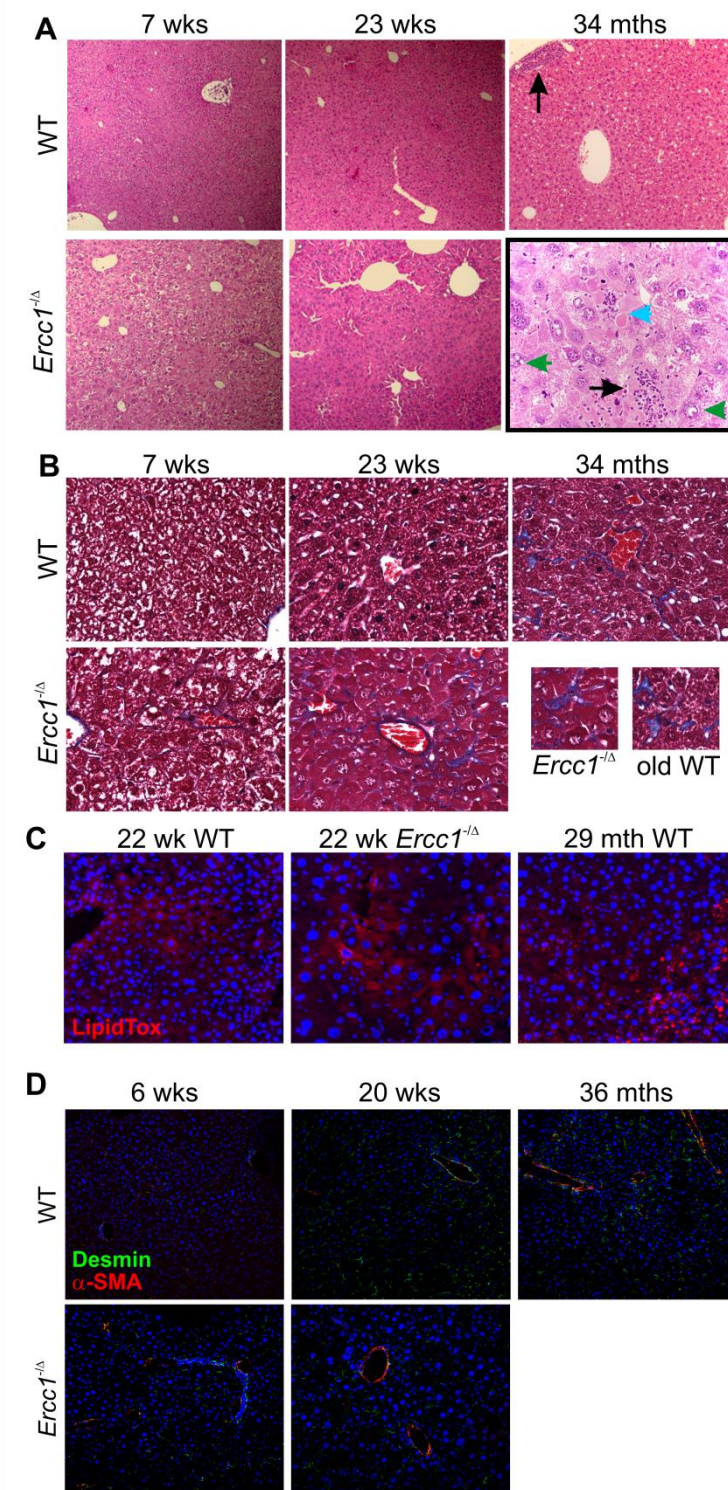 A
7 wks 23 wks 34 mths
WT
Ercc1-/Δ
B
7 wks 23 wks 34 mths
WT
Ercc1-/Δ
Ercc1-/Δ old WT
C
22 wk WT 22 wk Ercc1-/Δ 29 mth WT
LipidTox
D
6 wks 20 wks 36 mths
WT
Desmin
α-SMA
Ercc1-/Δ